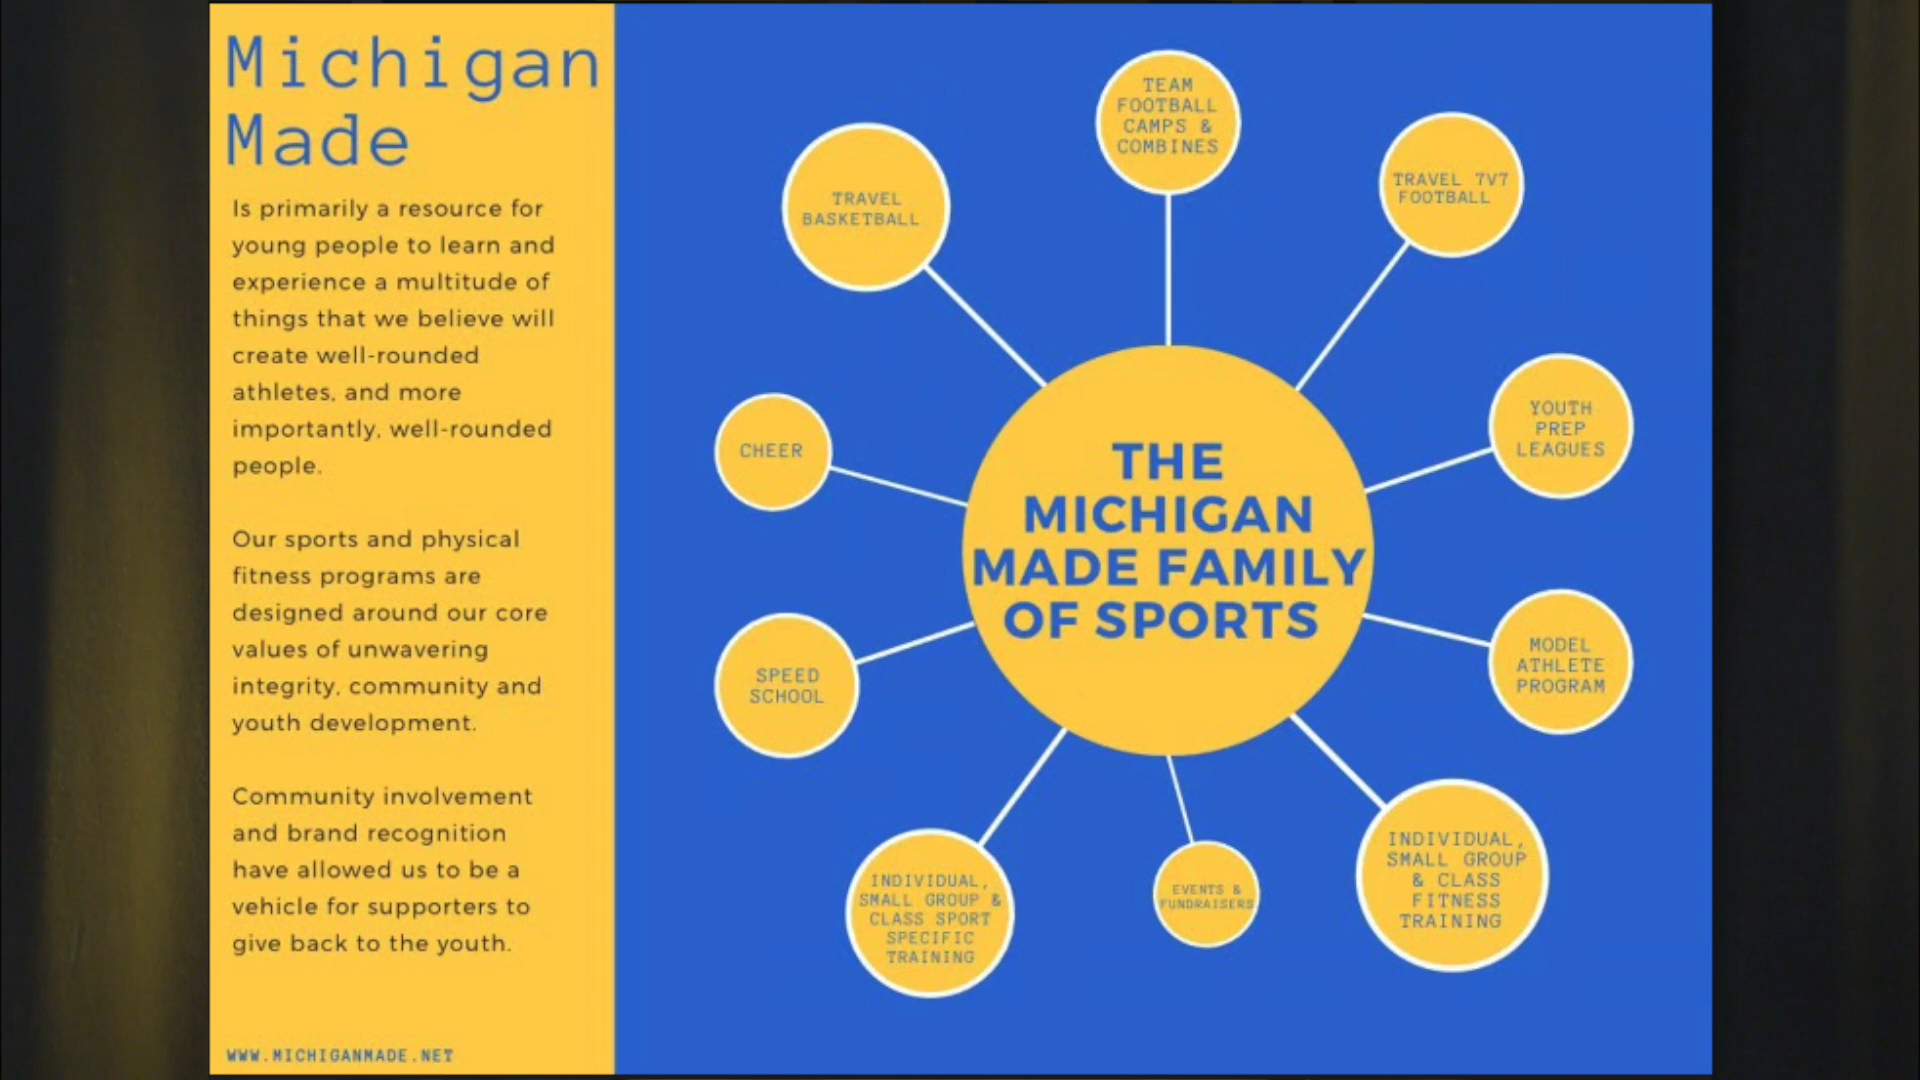 Michigan
Made
Is primarily a resource for
young people to learn and
experience a multitude of
things that we believe will
create well-rounded
athletes, and more
importantly, well-rounded
people.
Our sports and physical
fitness programs are
designed around our core
values of unwavering
integrity, community and
youth development.
Community involvement
and brand recognition
have allowed us to be a
vehicle for supporters to
give back to the youth.
WWW.MICHIGANMADE.NET
TEAM
FOOTBALL
CAMPS &
COMBINES
TRAVEL
BASKETBALL
TRAVEL 7V7
FOOTBALL
CHEER
YOUTH
PREP
LEAGUES
THE
MICHIGAN
MADE FAMILY
OF SPORTS
SPEED
SCHOOL
MODEL
ATHLETE
PROGRAM
INDIVIDUAL,
SMALL GROUP &
CLASS SPORT
SPECIFIC
TRAINING
EVENTS &
FUNDRAISERS
INDIVIDUAL,
SMALL GROUP
& CLASS
FITNESS
TRAINING